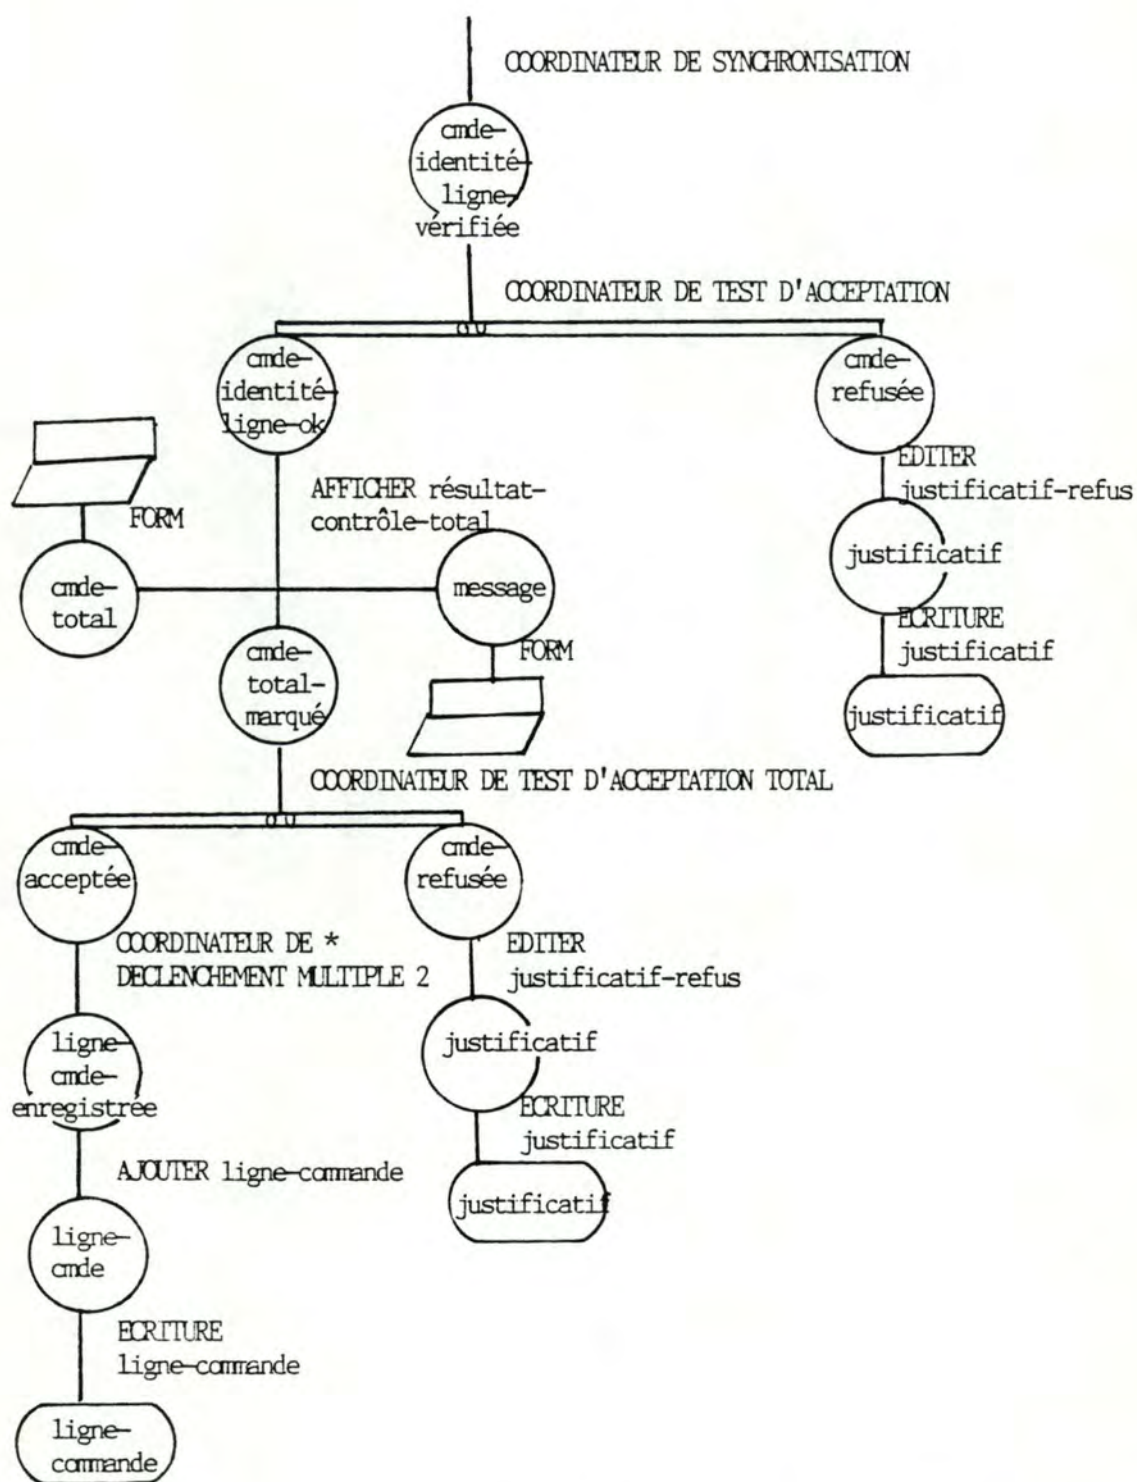 COORDINATEUR DE SYNCHRONISATION
cmde-
identité-
ligne-
vérifiée
COORDINATEUR DE TEST D'ACCEPTATION
OU
cmde-
identité-
ligne-ok
cmde-
refusée
EDITER
justificatif-refus
AFFICHER résultat-
contrôle-total
FORM
cmde-
total
message
justificatif
ECRITURE
justificatif
FORM
cmde-
total-
marqué
justificatif
COORDINATEUR DE TEST D'ACCEPTATION TOTAL
OU
cmde-
acceptée
cmde-
refusée
COORDINATEUR DE *
DECLENCHEMENT MULTIPLE 2
EDITER
justificatif-refus
ligne-
cmde-
enregistrée
justificatif
ECRITURE
justificatif
AJOUTER ligne-commande
justificatif
ligne-
cmde
ECRITURE
ligne-commande
ligne-
commande